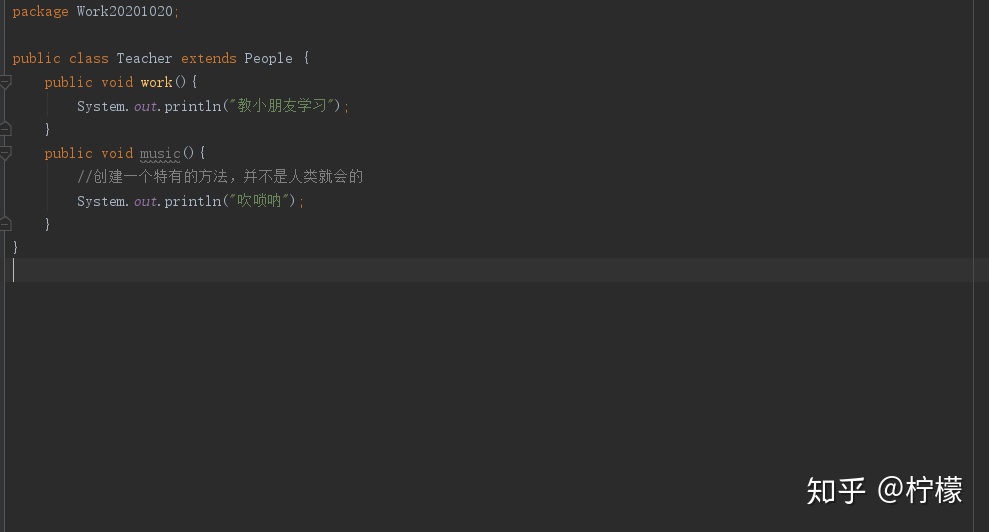 package Work20201020;
public class Teacher extends People {
    public void work(){
        System.out.println("教小朋友学习");
    }
    public void music(){
        //创建一个特有的方法，并不是人类就会的
        System.out.println("吹唢呐");
    }
}
知乎 @柠檬